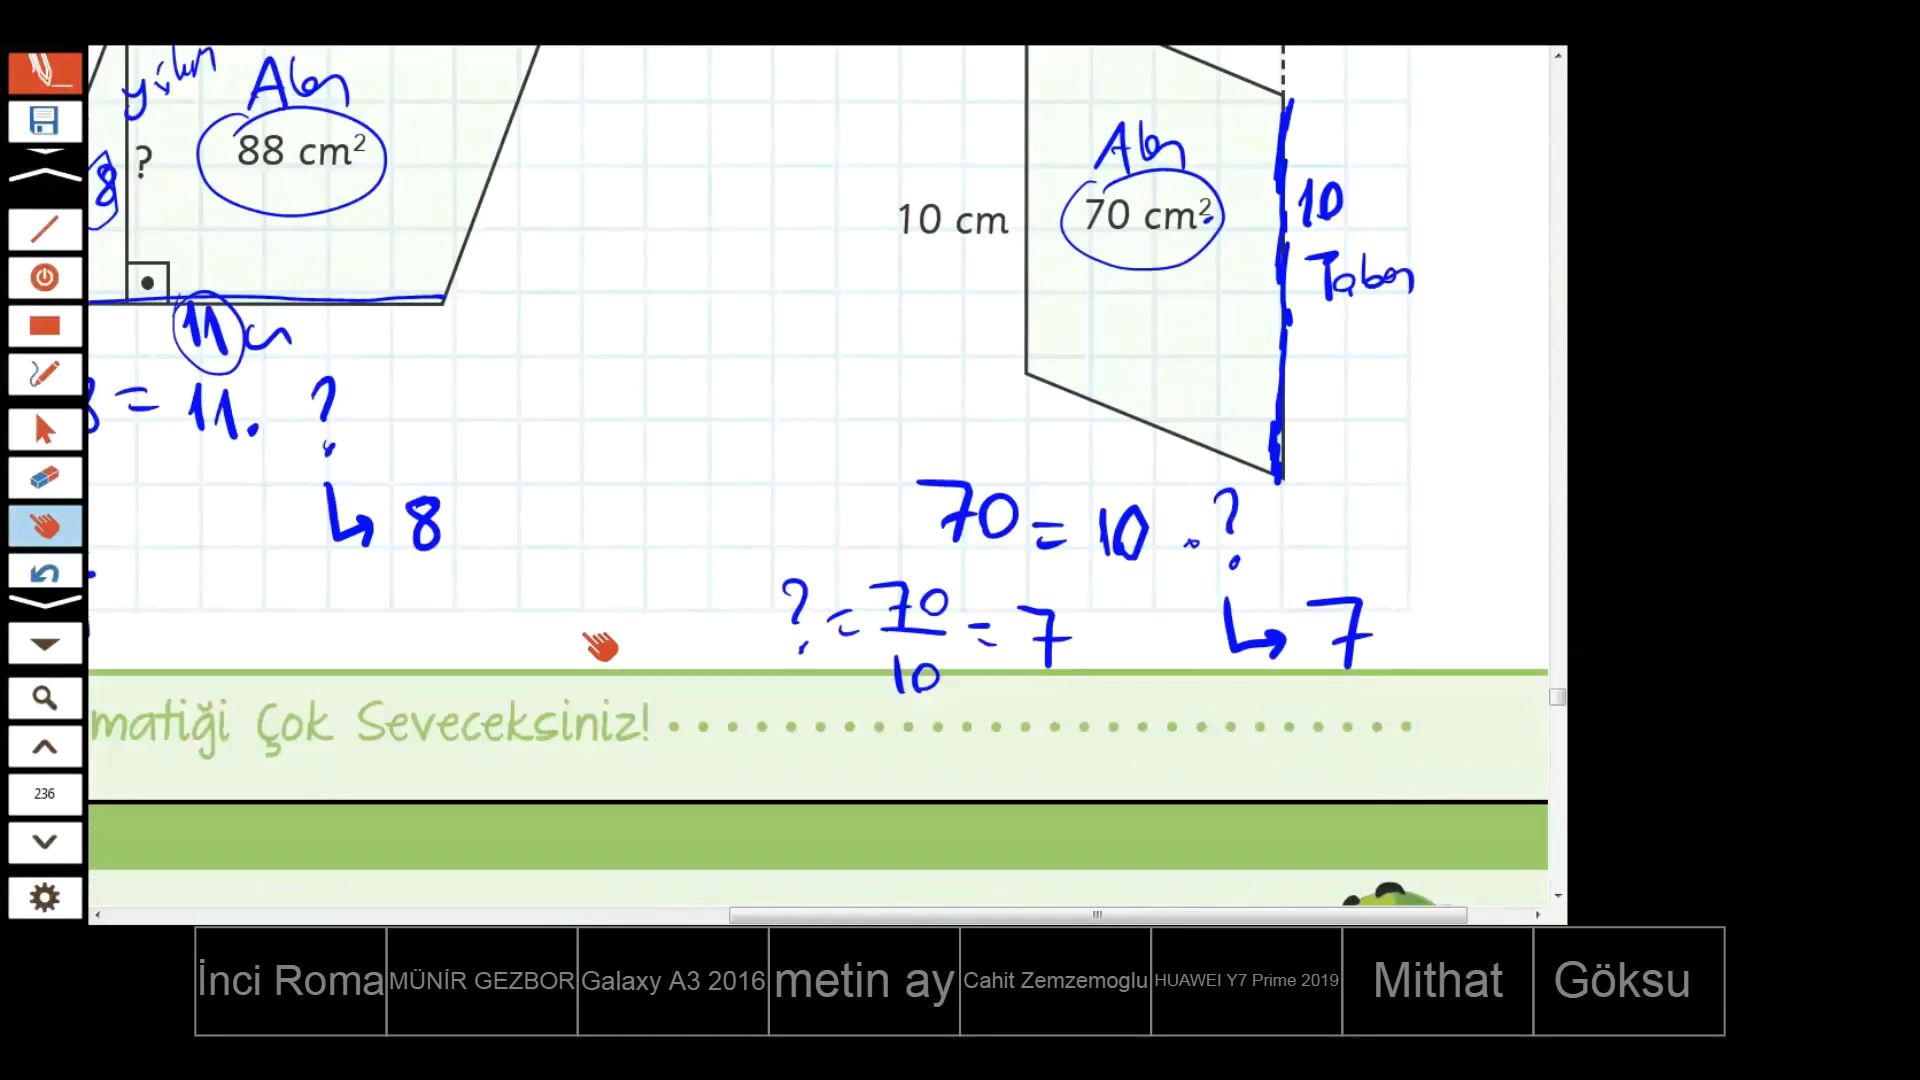 yük
Alan
88 cm²
?
8
11 cm
8 = 11. ?
↳ 8
Alan
70 cm²
10 cm
10
Taban
70 = 10 . ?
? = 70/10 = 7
↳ 7
matiği Çok Seveceksiniz!
236
İnci Roma
MÜNİR GEZBOR
Galaxy A3 2016
metin ay
Cahit Zemzemoglu
HUAWEI Y7 Prime 2019
Mithat
Göksu